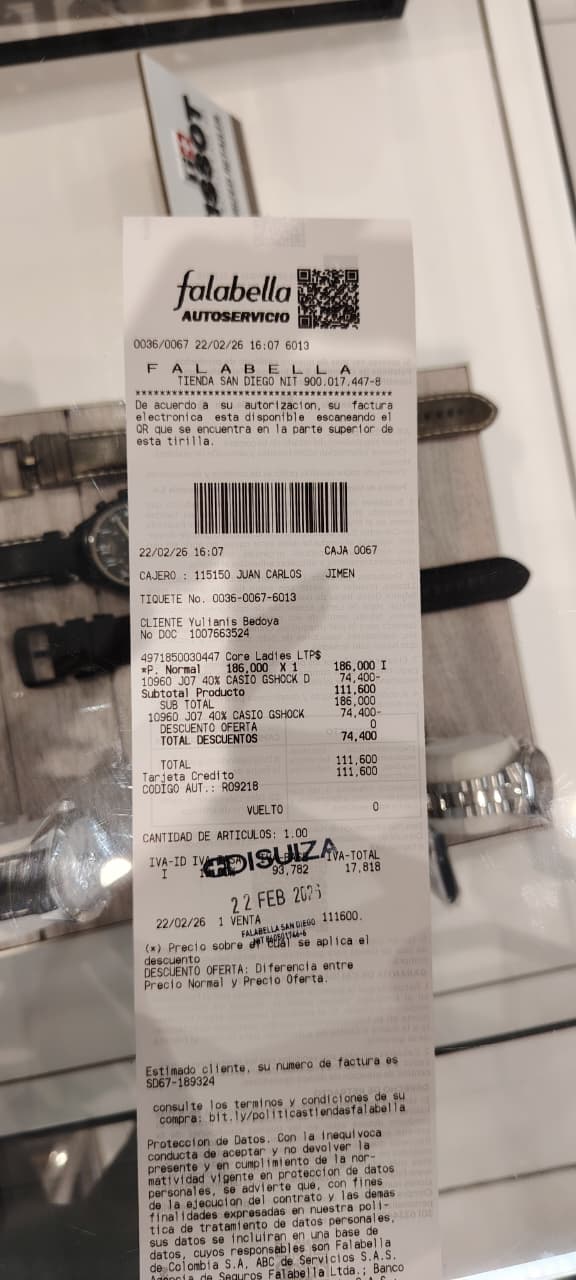 TISSOT
falabella
AUTOSERVICIO
0036/0067 22/02/26 16:07 6013
F A L A B E L L A
TIENDA SAN DIEGO NIT 900.017.447-8
De acuerdo a su autorizacion, su factura
electronica esta disponible escaneando el
QR que se encuentra en la parte superior de
esta tirilla.
22/02/26 16:07 CAJA 0067
CAJERO : 115150 JUAN CARLOS JIMEN
TIQUETE No. 0036-0067-6013
CLIENTE Yulianis Bedoya
No DOC 1007663524
4971850030447 Core Ladies LTP$
*P. Normal 186,000 X 1 186,000 I
10960 J07 40% CASIO GSHOCK D 74,400-
Subtotal Producto 111,600
SUB TOTAL 186,000
10960 J07 40% CASIO GSHOCK 74,400-
DESCUENTO OFERTA 0
TOTAL DESCUENTOS 74,400
TOTAL 111,600
Tarjeta Credito 111,600
CODIGO AUT.: R09218
VUELTO 0
CANTIDAD DE ARTICULOS: 1.00
IVA-ID IVA-TOTAL
I 93,782 17,818
DISUIZA
22 FEB 2026
22/02/26 1 VENTA 111600.
FALABELLA SAN DIEGO
(*) Precio sobre el cual se aplica el
descuento
DESCUENTO OFERTA: Diferencia entre
Precio Normal y Precio Oferta.
Estimado cliente, su numero de factura es
SD67-189324
consulte los terminos y condiciones de su
compra: bit.ly/politicastiendasfalabella
Proteccion de Datos. Con la inequivoca
conducta de aceptar y no devolver la
presente y en cumplimiento de la nor-
matividad vigente en proteccion de datos
personales, se advierte que, con fines
de la ejecucion del contrato y las demas
finalidades expresadas en nuestra poli-
tica de tratamiento de datos personales,
sus datos se incluiran en una base de
datos, cuyos responsables son Falabella
de Colombia S.A, ABC de Servicios S.A.S.
Agencia de Seguros Falabella Ltda.; Banco